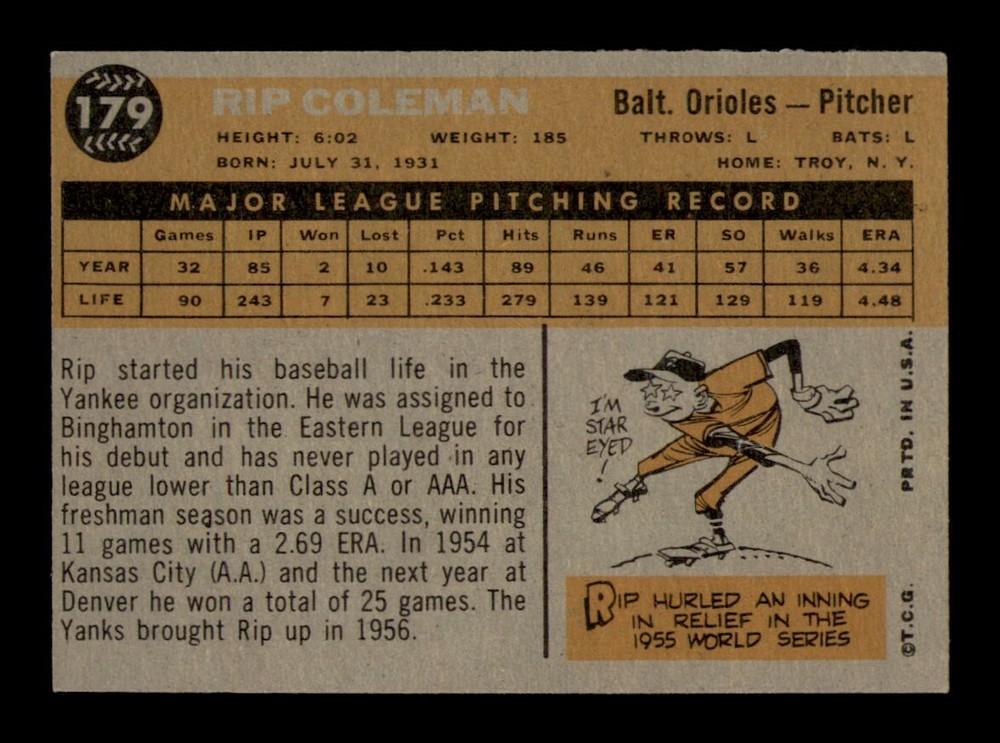 179
RIP COLEMAN
Balt. Orioles — Pitcher
HEIGHT: 6:02 WEIGHT: 185 THROWS: L BATS: L
BORN: JULY 31, 1931 HOME: TROY, N. Y.
MAJOR LEAGUE PITCHING RECORD
Games IP Won Lost Pct Hits Runs ER SO Walks ERA
YEAR 32 85 2 10 .143 89 46 41 57 36 4.34
LIFE 90 243 7 23 .233 279 139 121 129 119 4.48
Rip started his baseball life in the
Yankee organization. He was assigned to
Binghamton in the Eastern League for
his debut and has never played in any
league lower than Class A or AAA. His
freshman season was a success, winning
11 games with a 2.69 ERA. In 1954 at
Kansas City (A.A.) and the next year at
Denver he won a total of 25 games. The
Yanks brought Rip up in 1956.
I'M
STAR
EYED
!
RIP HURLED AN INNING
IN RELIEF IN THE
1955 WORLD SERIES
©T.C.G. PRTD. IN U.S.A.